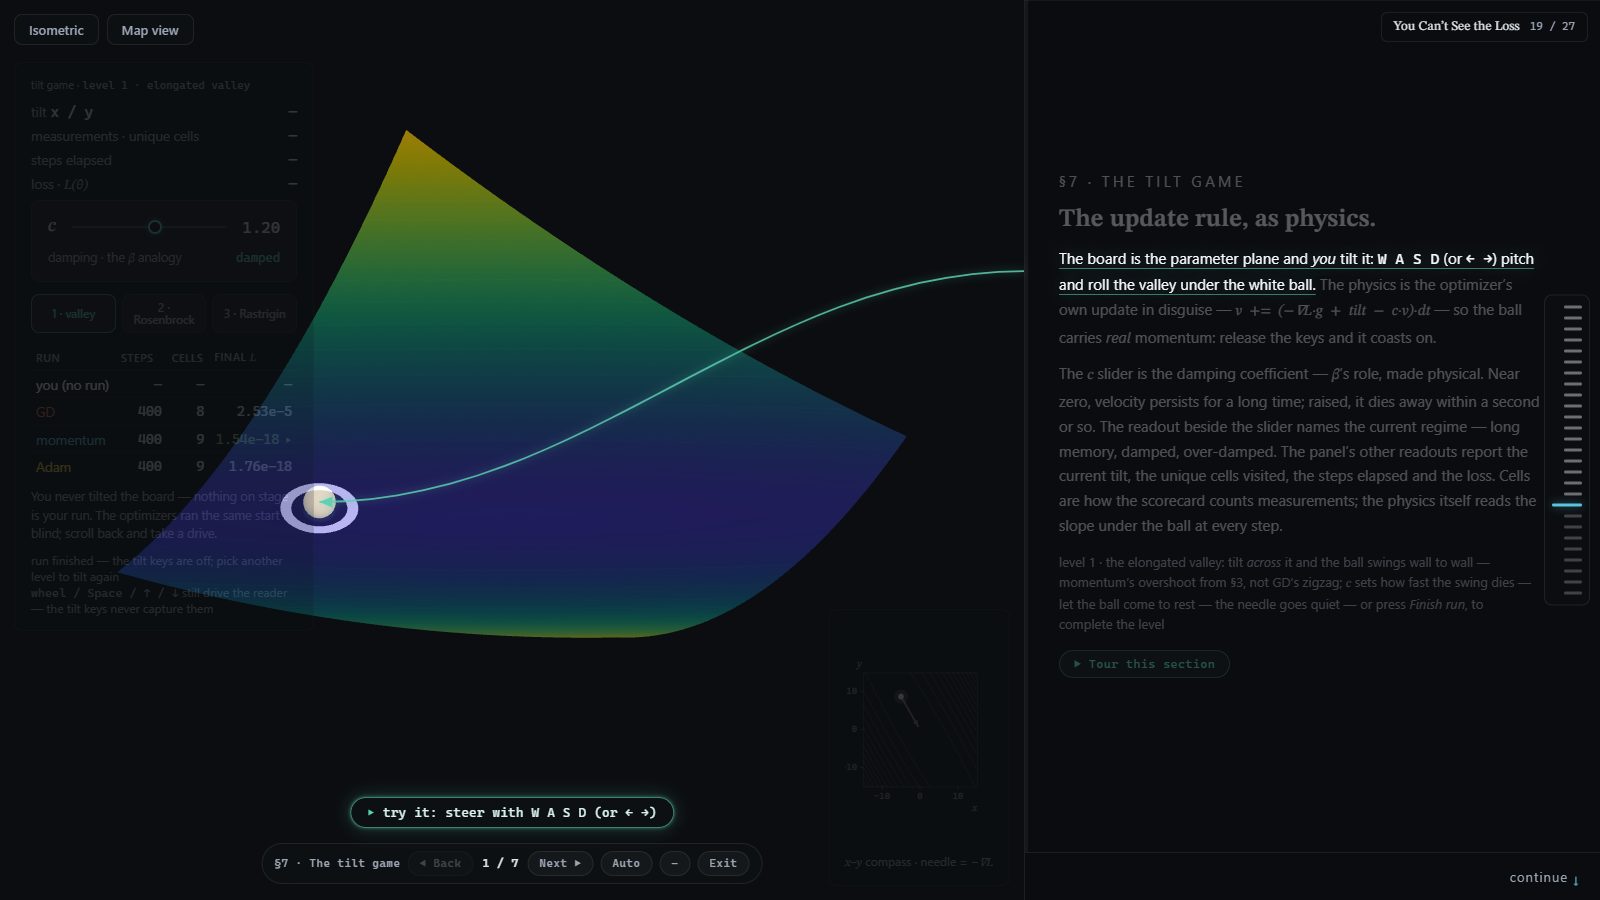 Isometric
Map view
tilt game · level 1 · elongated valley
tilt x / y —
measurements · unique cells —
steps elapsed —
loss · L(θ) —
c 1.20
damping · the β analogy damped
1 · valley
2 · Rosenbrock
3 · Rastrigin
RUN STEPS CELLS FINAL L
you (no run) — — —
GD 400 8 2.53e−5
momentum 400 9 1.54e−18 ▸
Adam 400 9 1.76e−18
You never tilted the board — nothing on stage
is your run. The optimizers ran the same start
blind; scroll back and take a drive.
run finished — the tilt keys are off; pick another
level to tilt again
wheel / Space / ↑ / ↓ still drive the reader
— the tilt keys never capture them
y
10
0
-10
−10 0 10
x
x–y compass · needle = −∇L
▸ try it: steer with W A S D (or ← →)
§7 · The tilt game ◂ Back 1 / 7 Next ▸ Auto − Exit
You Can't See the Loss 19 / 27
§7 · THE TILT GAME
The update rule, as physics.
The board is the parameter plane and you tilt it: W A S D (or ← →) pitch
and roll the valley under the white ball. The physics is the optimizer's
own update in disguise — v += (−∇L·g + tilt − c·v)·dt — so the ball
carries real momentum: release the keys and it coasts on.
The c slider is the damping coefficient — β's role, made physical. Near
zero, velocity persists for a long time; raised, it dies away within a second
or so. The readout beside the slider names the current regime — long
memory, damped, over-damped. The panel's other readouts report the
current tilt, the unique cells visited, the steps elapsed and the loss. Cells
are how the scorecard counts measurements; the physics itself reads the
slope under the ball at every step.
level 1 · the elongated valley: tilt across it and the ball swings wall to wall —
momentum's overshoot from §3, not GD's zigzag; c sets how fast the swing dies —
let the ball come to rest — the needle goes quiet — or press Finish run, to
complete the level
▸ Tour this section
continue ↓